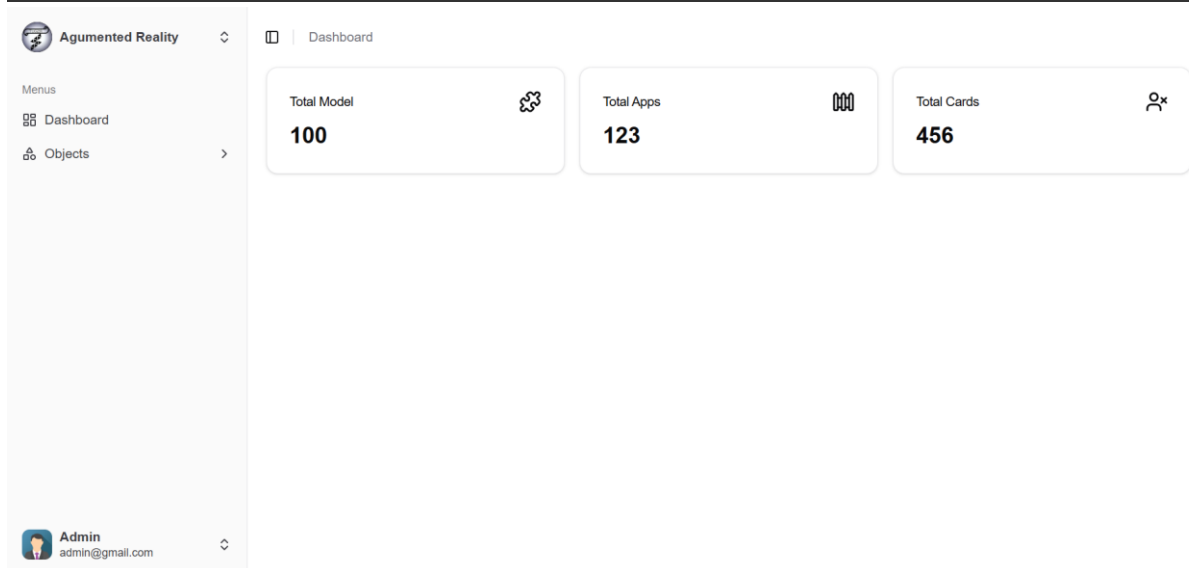 Agumented Reality
Dashboard
Menus
Dashboard
Objects
Total Model
100
Total Apps
123
Total Cards
456
Admin
admin@gmail.com